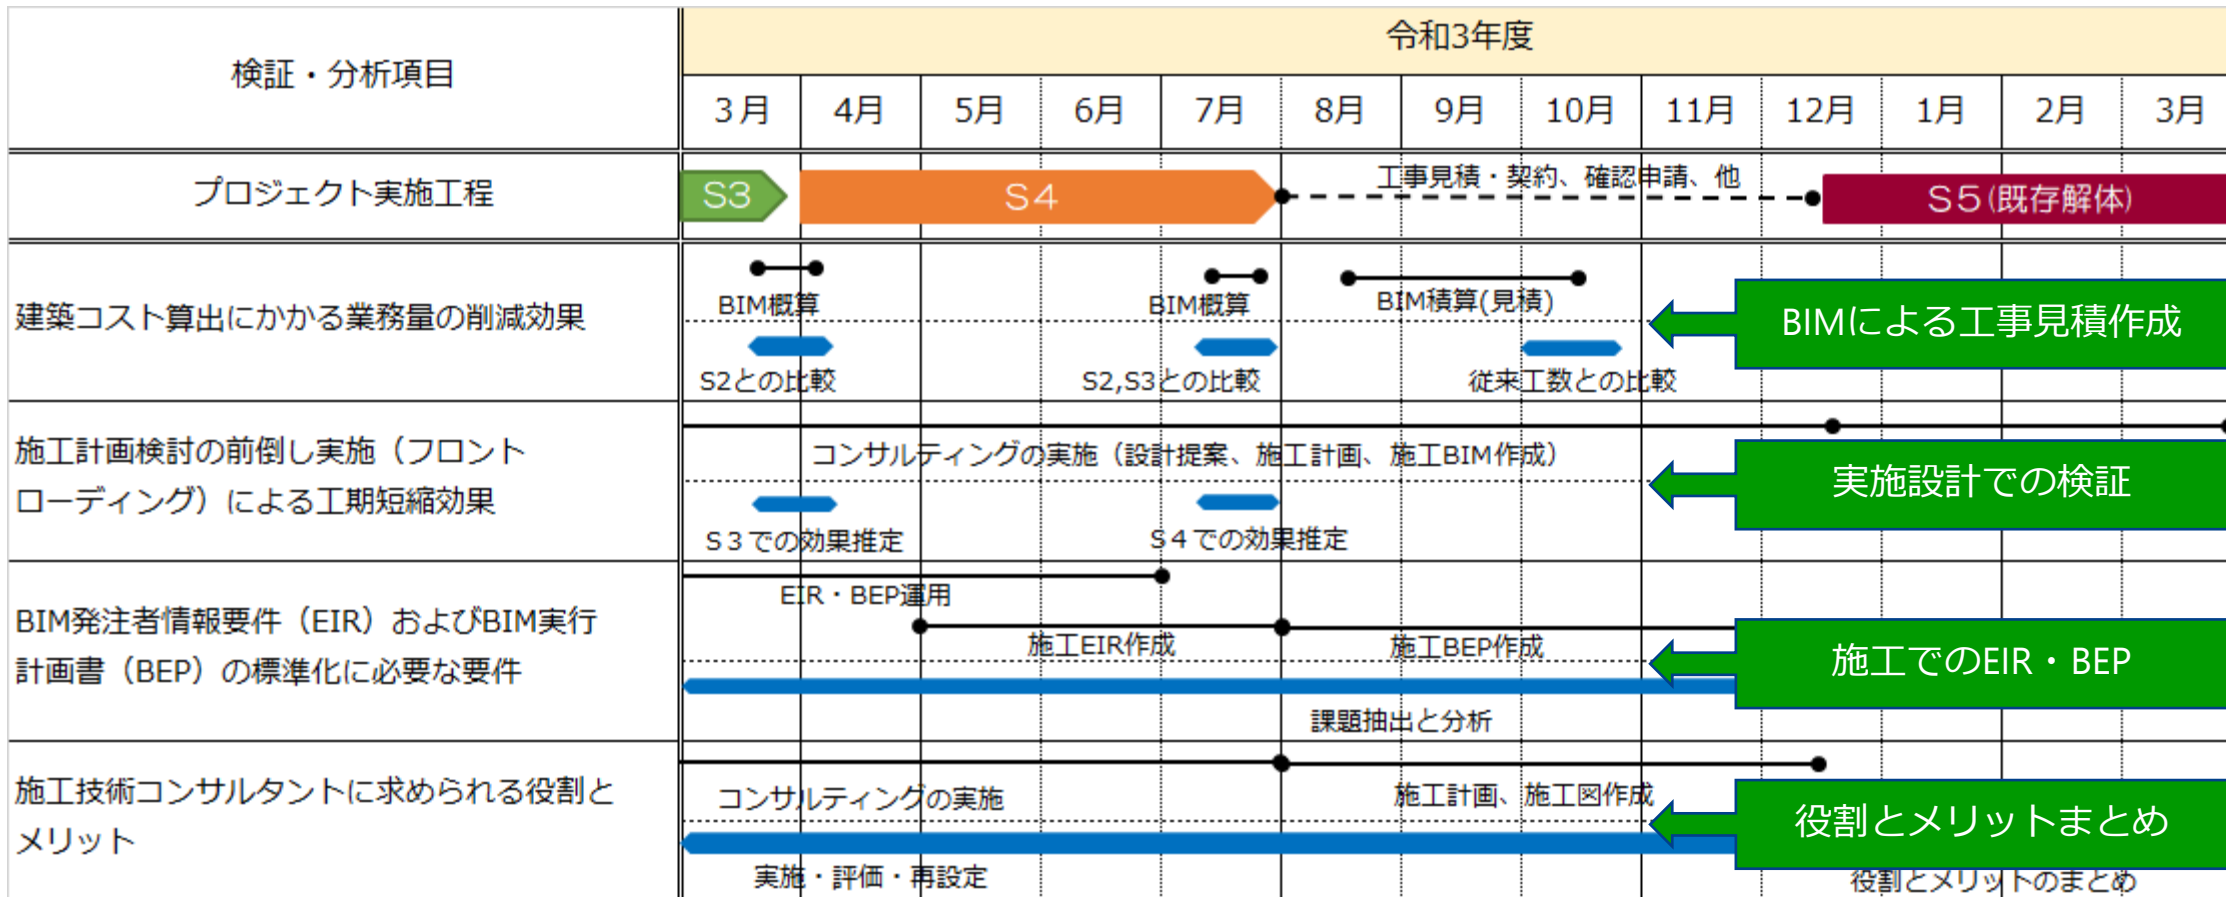 検証・分析項目
令和3年度
3月 4月 5月 6月 7月 8月 9月 10月 11月 12月 1月 2月 3月
プロジェクト実施工程
S3
S4
工事見積・契約、確認申請、他
S5(既存解体)
建築コスト算出にかかる業務量の削減効果
BIM概算
BIM概算
BIM積算(見積)
S2との比較
S2,S3との比較
従来工数との比較
BIMによる工事見積作成
施工計画検討の前倒し実施（フロント
ローディング）による工期短縮効果
コンサルティングの実施（設計提案、施工計画、施工BIM作成）
S3での効果推定
S4での効果推定
実施設計での検証
BIM発注者情報要件（EIR）およびBIM実行
計画書（BEP）の標準化に必要な要件
EIR・BEP運用
施工EIR作成
施工BEP作成
課題抽出と分析
施工でのEIR・BEP
施工技術コンサルタントに求められる役割と
メリット
コンサルティングの実施
施工計画、施工図作成
実施・評価・再設定
役割とメリットまとめ
役割とメリットのまとめ